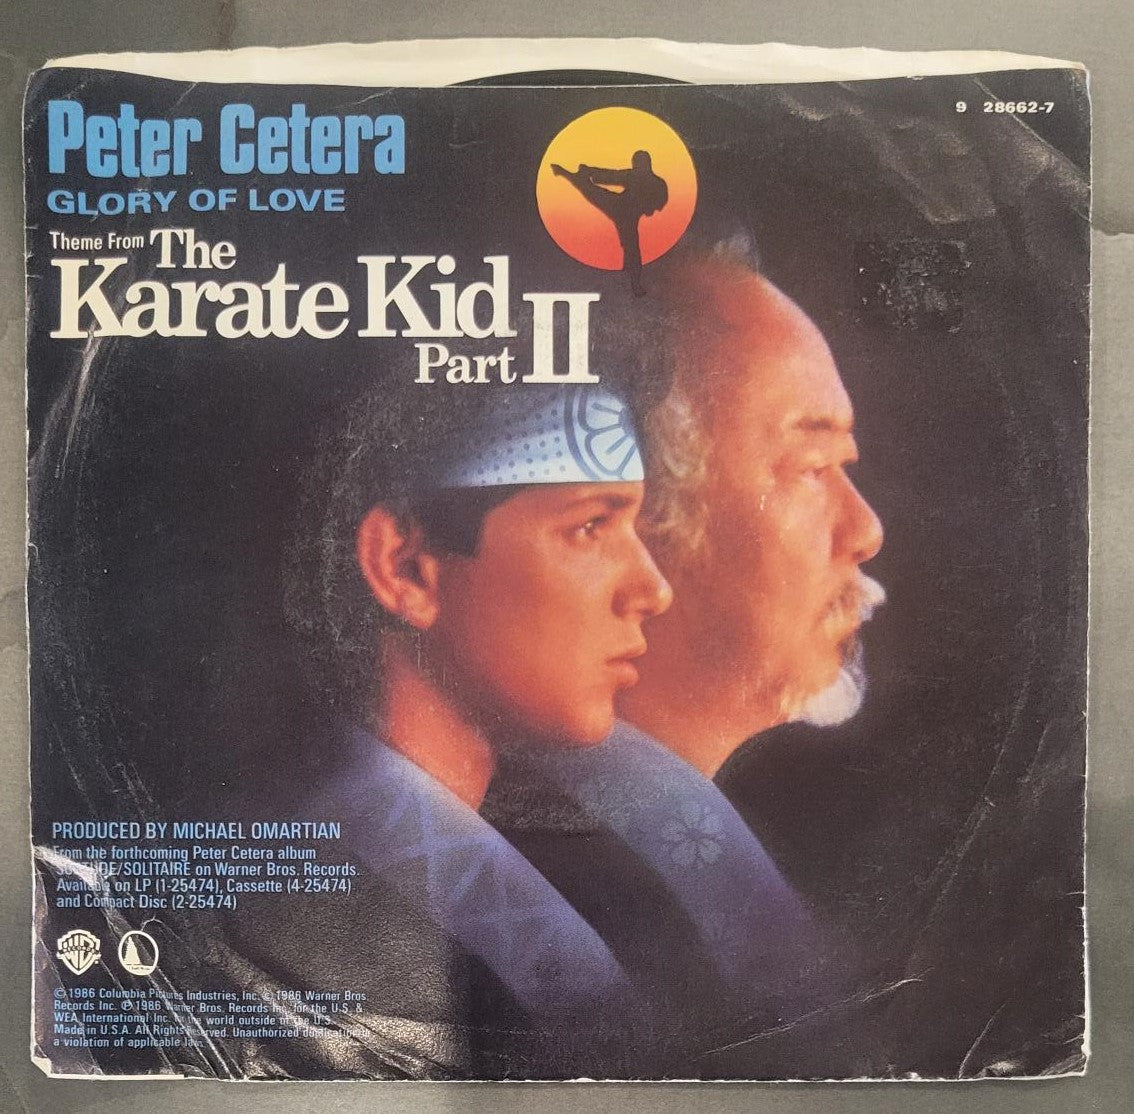 Peter Cetera
9 28662-7
GLORY OF LOVE
Theme From The
Karate Kid
Part II
PRODUCED BY MICHAEL OMARTIAN
From the forthcoming Peter Cetera album
SOLITUDE/SOLITAIRE on Warner Bros. Records.
Available on LP (1-25474), Cassette (4-25474)
and Compact Disc (2-25474)
© 1986 Columbia Pictures Industries, Inc. © 1986 Warner Bros.
Records Inc. ℗ 1986 Warner Bros. Records Inc. for the U.S. &
WEA International Inc. for the world outside of the U.S.
Made in U.S.A. All Rights Reserved. Unauthorized duplication is
a violation of applicable laws.